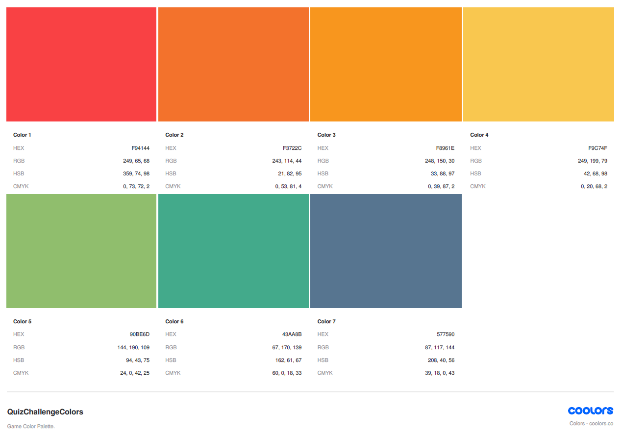 Color 1 Color 2 Color 3 Color 4
HEX F94144 HEX F3722C HEX F8961E HEX F9C74F
RGB 249, 65, 68 RGB 243, 114, 44 RGB 248, 150, 30 RGB 249, 199, 79
HSB 359, 74, 98 HSB 21, 82, 95 HSB 33, 88, 97 HSB 42, 68, 98
CMYK 0, 73, 72, 2 CMYK 0, 53, 81, 4 CMYK 0, 39, 87, 2 CMYK 0, 20, 68, 2
Color 5 Color 6 Color 7
HEX 90BE6D HEX 43AA8B HEX 577590
RGB 144, 190, 109 RGB 67, 170, 139 RGB 87, 117, 144
HSB 94, 43, 75 HSB 162, 61, 67 HSB 208, 40, 56
CMYK 24, 0, 42, 25 CMYK 60, 0, 18, 33 CMYK 39, 18, 0, 43
QuizChallengeColors coolors
Game Color Palette. Colors - coolors.co